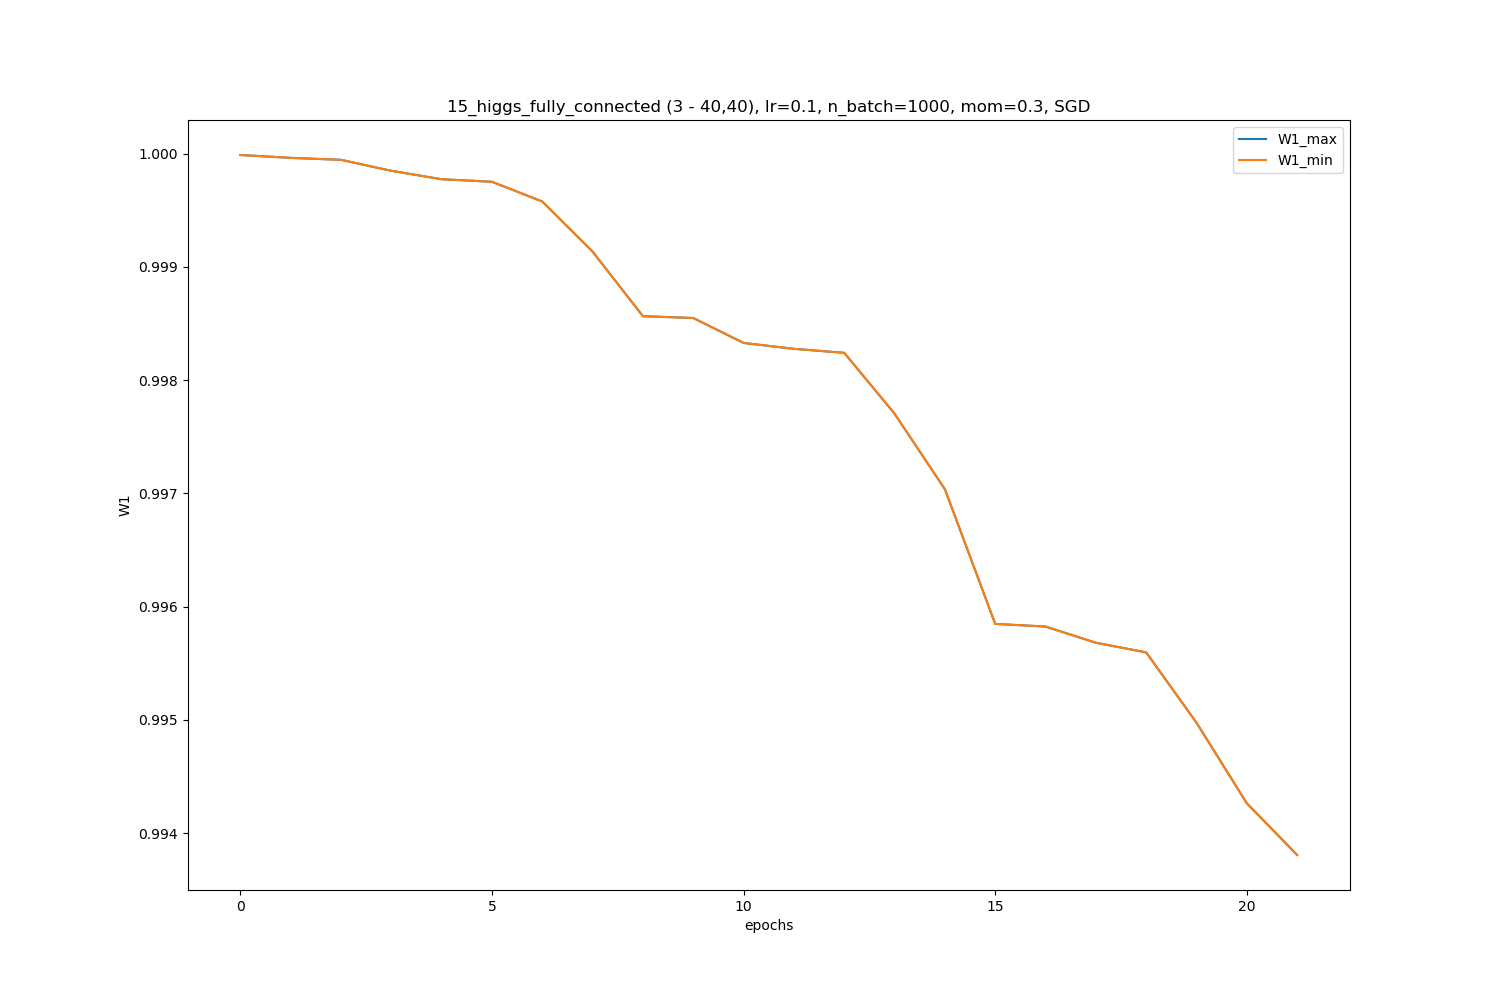 15_higgs_fully_connected (3 - 40,40), lr=0.1, n_batch=1000, mom=0.3, SGD
W1_max
W1_min
1.000
0.999
0.998
0.997
0.996
0.995
0.994
W1
0 5 10 15 20
epochs